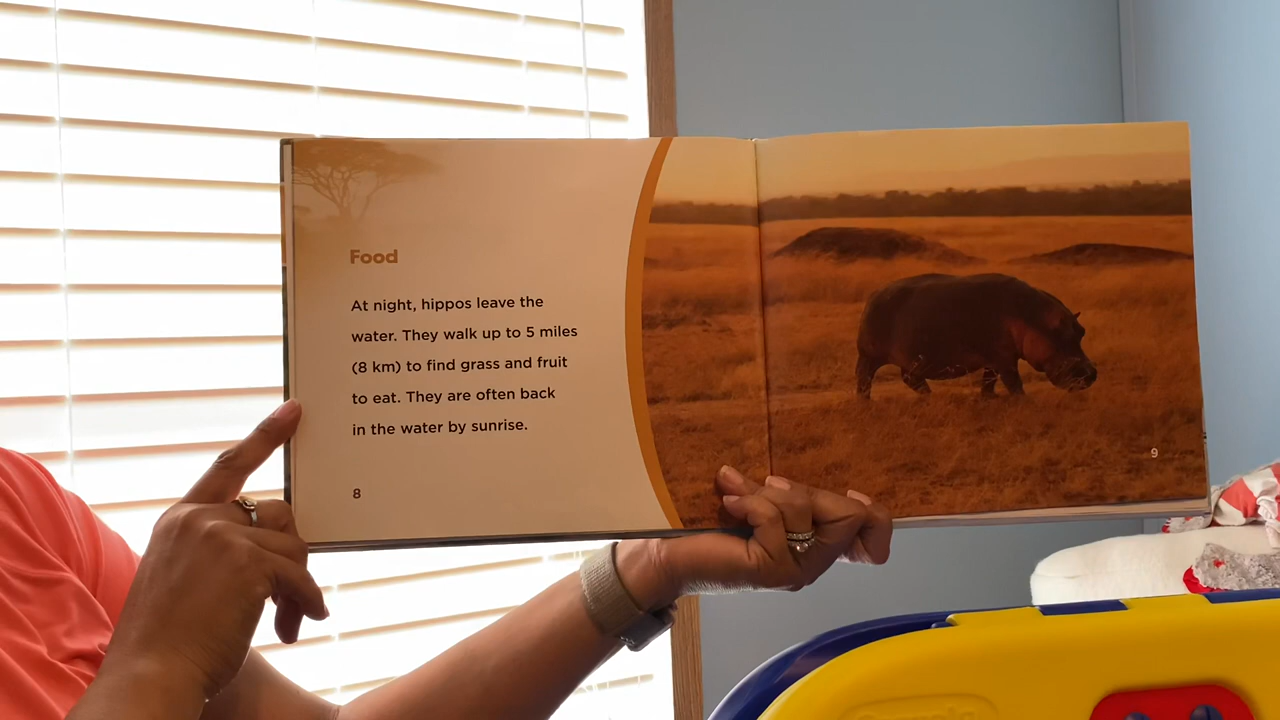 Food
At night, hippos leave the
water. They walk up to 5 miles
(8 km) to find grass and fruit
to eat. They are often back
in the water by sunrise.
8
9